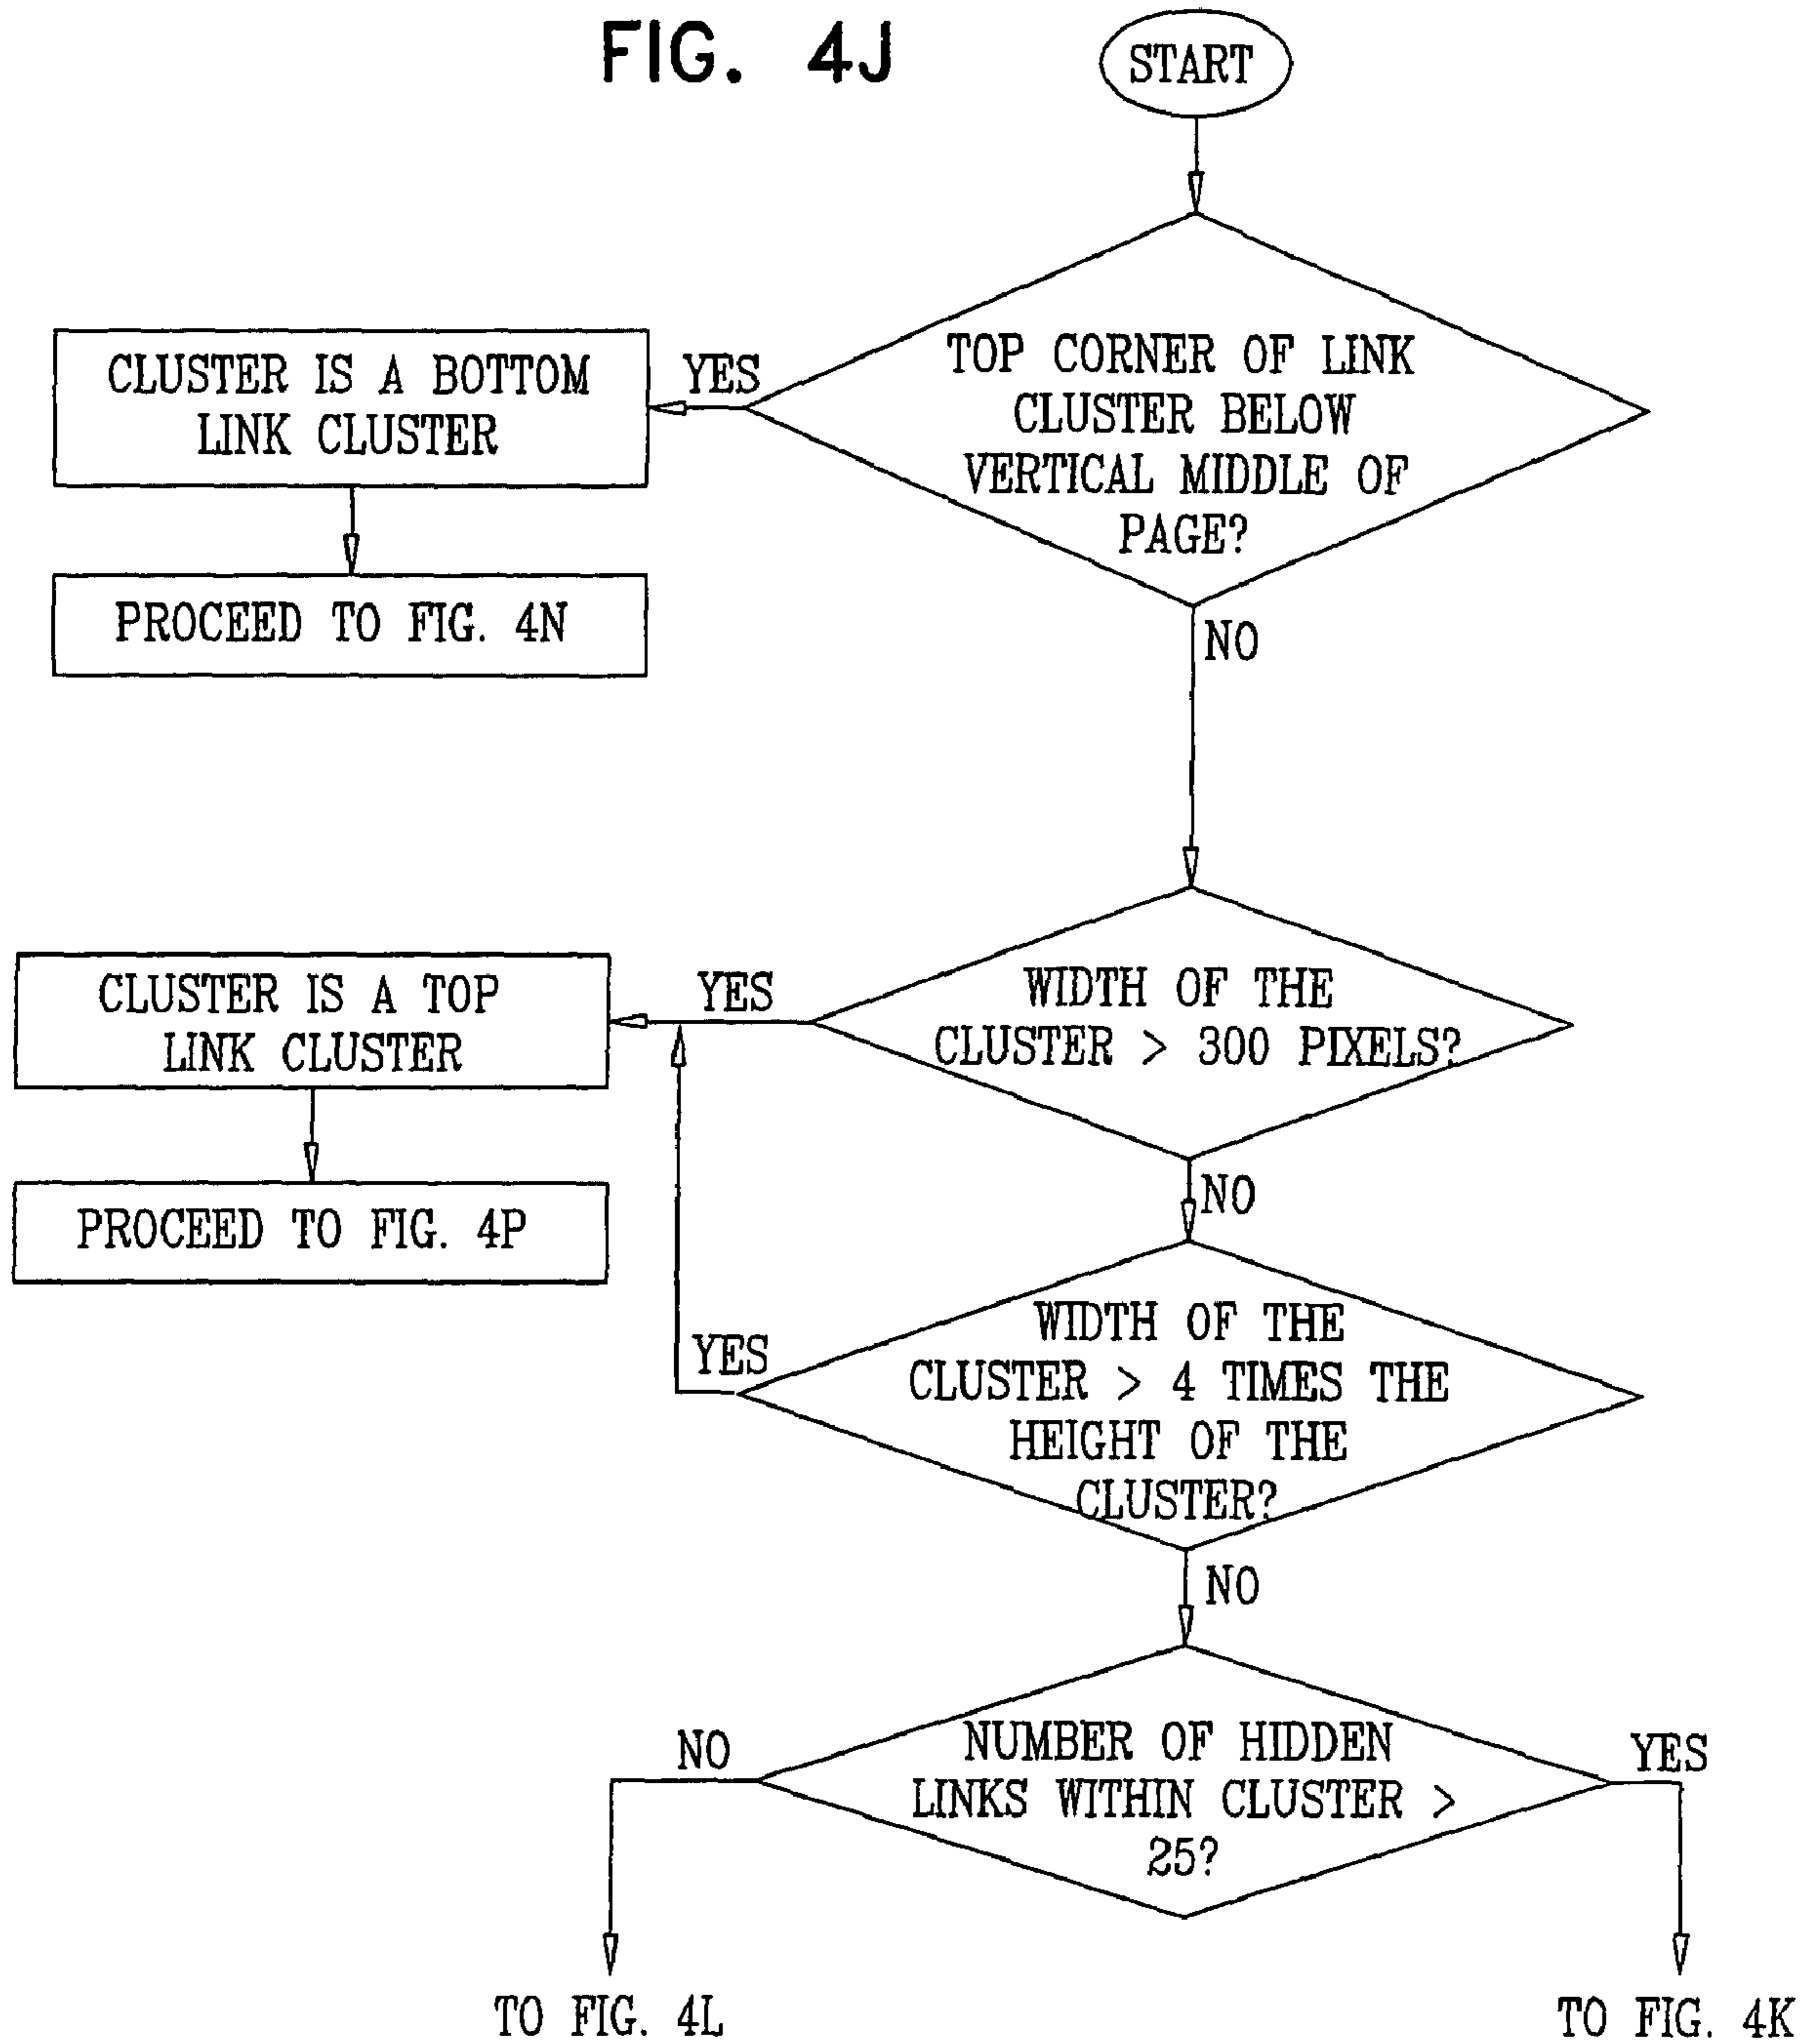 FIG. 4J
START
TOP CORNER OF LINK
CLUSTER BELOW
VERTICAL MIDDLE OF
PAGE?
YES
CLUSTER IS A BOTTOM
LINK CLUSTER
PROCEED TO FIG. 4N
NO
WIDTH OF THE
CLUSTER > 300 PIXELS?
YES
CLUSTER IS A TOP
LINK CLUSTER
PROCEED TO FIG. 4P
NO
WIDTH OF THE
CLUSTER > 4 TIMES THE
HEIGHT OF THE
CLUSTER?
YES
NO
NUMBER OF HIDDEN
LINKS WITHIN CLUSTER >
25?
NO
YES
TO FIG. 4L
TO FIG. 4K